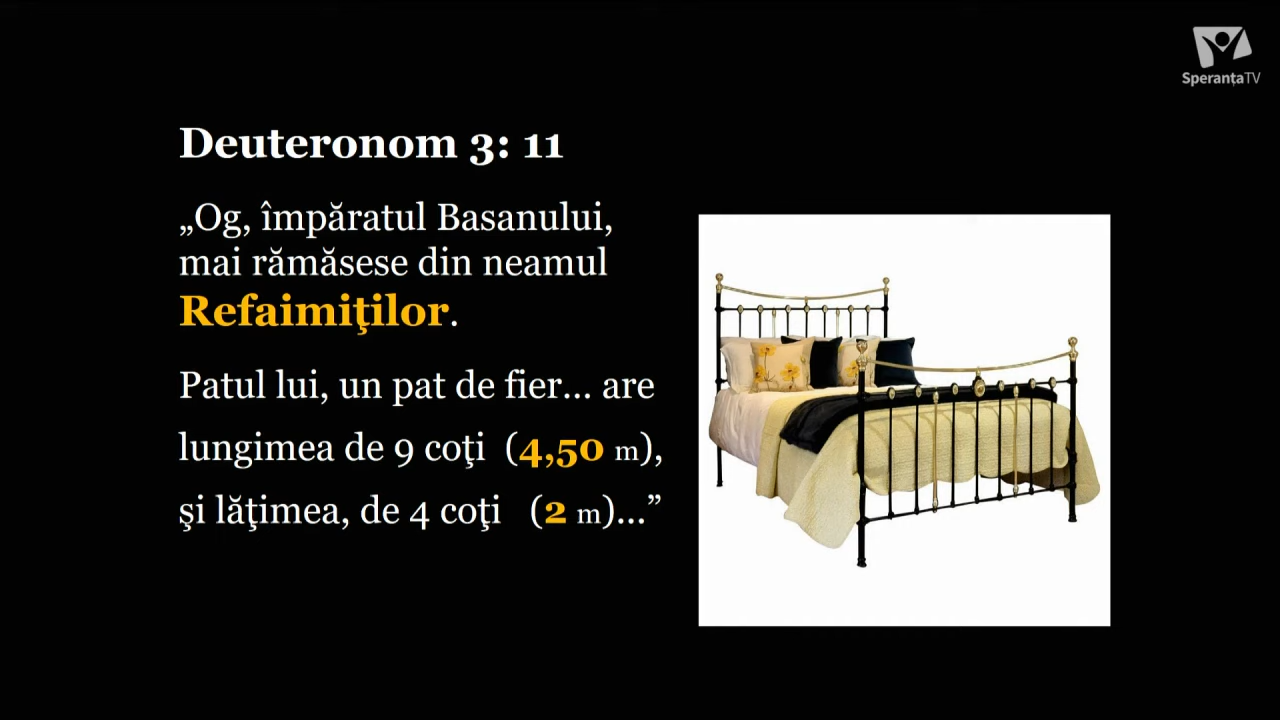 SperanțaTV
Deuteronom 3: 11
„Og, împăratul Basanului,
mai rămăsese din neamul
Refaimiţilor.
Patul lui, un pat de fier... are
lungimea de 9 coţi (4,50 m),
şi lăţimea, de 4 coţi (2 m)...”